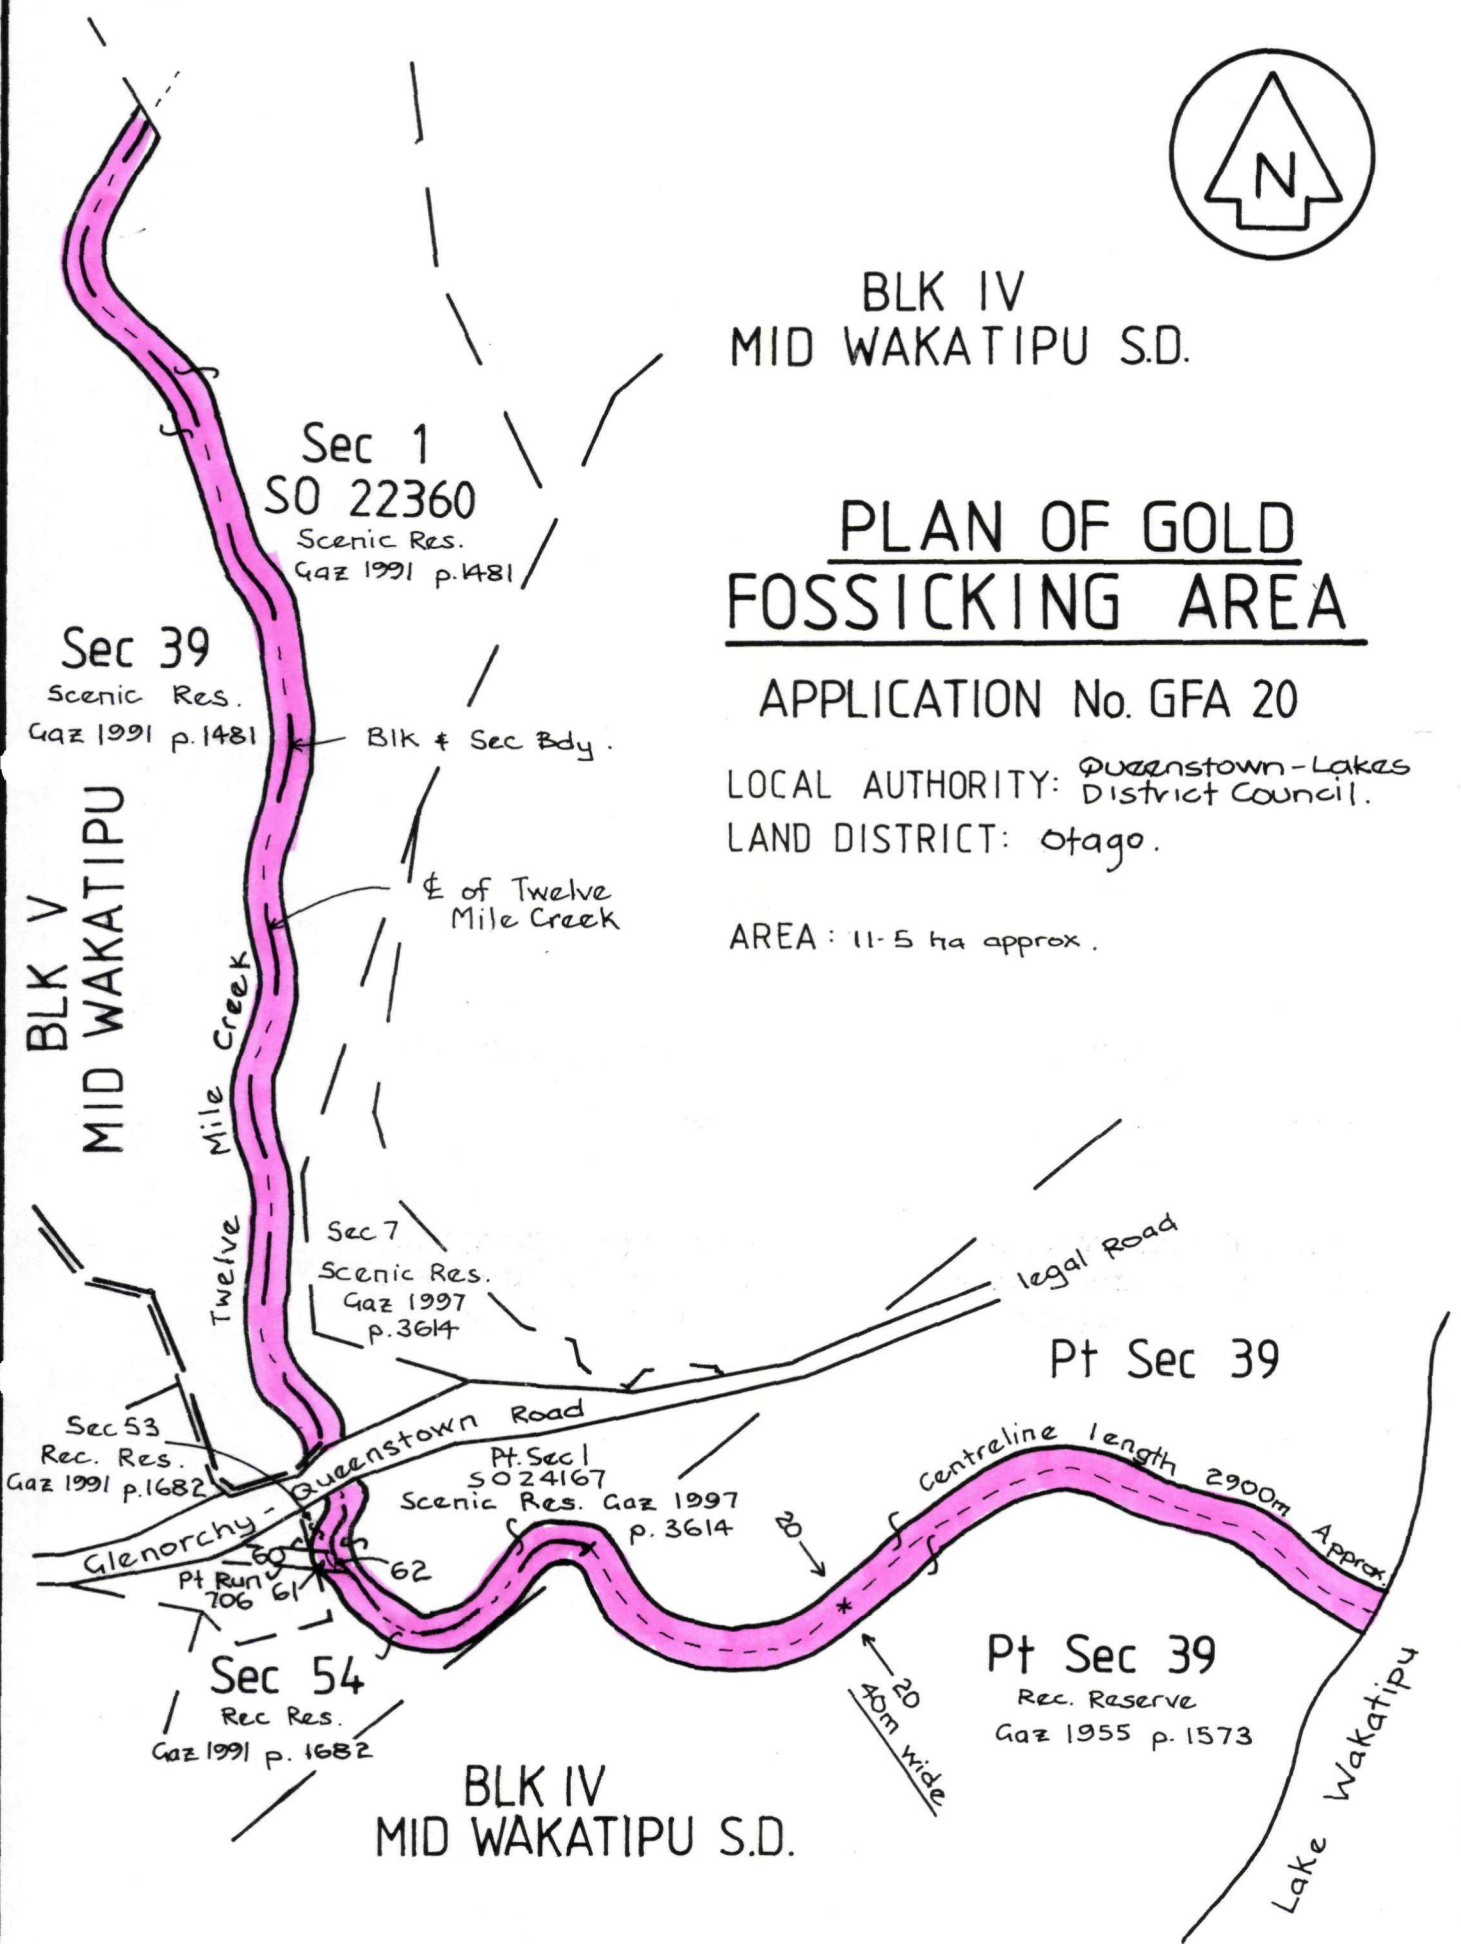 N
BLK IV
MID WAKATIPU S.D.
Sec 1
SO 22360
Scenic Res.
Gaz 1991 p.1481
PLAN OF GOLD
FOSSICKING AREA
Sec 39
Scenic Res.
Gaz 1991 p.1481
APPLICATION No. GFA 20
Blk & Sec Bdy.
LOCAL AUTHORITY: Queenstown-Lakes
District Council.
LAND DISTRICT: Otago.
BLK V
MID WAKATIPU
℄ of Twelve
Mile Creek
AREA: 11·5 ha approx.
Twelve Mile Creek
Sec 7
Scenic Res.
Gaz 1997
p.3614
legal Road
Pt Sec 39
Sec 53
Rec. Res.
Gaz 1991 p.1682
Glenorchy - Queenstown Road
Pt. Sec 1
SO 24167
Scenic Res. Gaz 1997
p. 3614
Centreline length 2900m Approx.
20
60
62
Pt Run
706
61
*
20
40m wide
Sec 54
Rec Res.
Gaz 1991 p. 1682
Pt Sec 39
Rec. Reserve
Gaz 1955 p. 1573
Lake Wakatipu
BLK IV
MID WAKATIPU S.D.